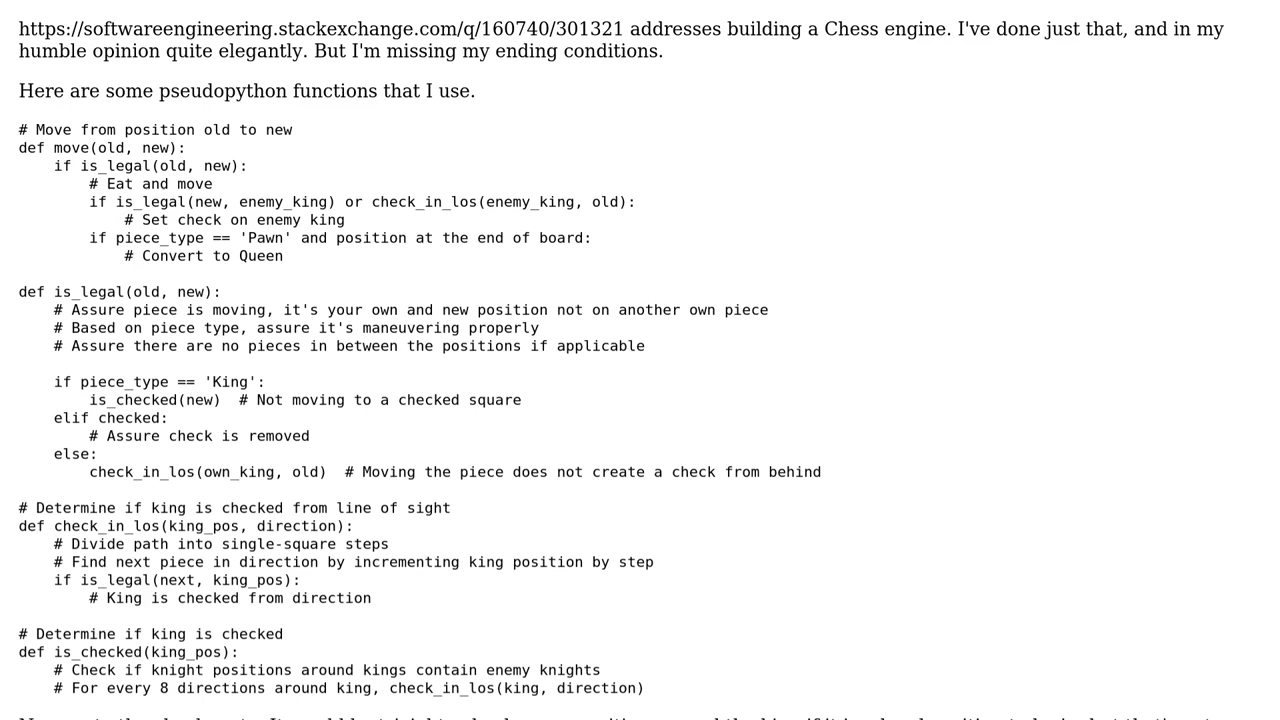 https://softwareengineering.stackexchange.com/q/160740/301321 addresses building a Chess engine. I've done just that, and in my
humble opinion quite elegantly. But I'm missing my ending conditions.
Here are some pseudopython functions that I use.
# Move from position old to new
def move(old, new):
    if is_legal(old, new):
        # Eat and move
        if is_legal(new, enemy_king) or check_in_los(enemy_king, old):
            # Set check on enemy king
        if piece_type == 'Pawn' and position at the end of board:
            # Convert to Queen
def is_legal(old, new):
    # Assure piece is moving, it's your own and new position not on another own piece
    # Based on piece type, assure it's maneuvering properly
    # Assure there are no pieces in between the positions if applicable
    if piece_type == 'King':
        is_checked(new)  # Not moving to a checked square
    elif checked:
        # Assure check is removed
    else:
        check_in_los(own_king, old)  # Moving the piece does not create a check from behind
# Determine if king is checked from line of sight
def check_in_los(king_pos, direction):
    # Divide path into single-square steps
    # Find next piece in direction by incrementing king position by step
    if is_legal(next, king_pos):
        # King is checked from direction
# Determine if king is checked
def is_checked(king_pos):
    # Check if knight positions around kings contain enemy knights
    # For every 8 directions around king, check_in_los(king, direction)